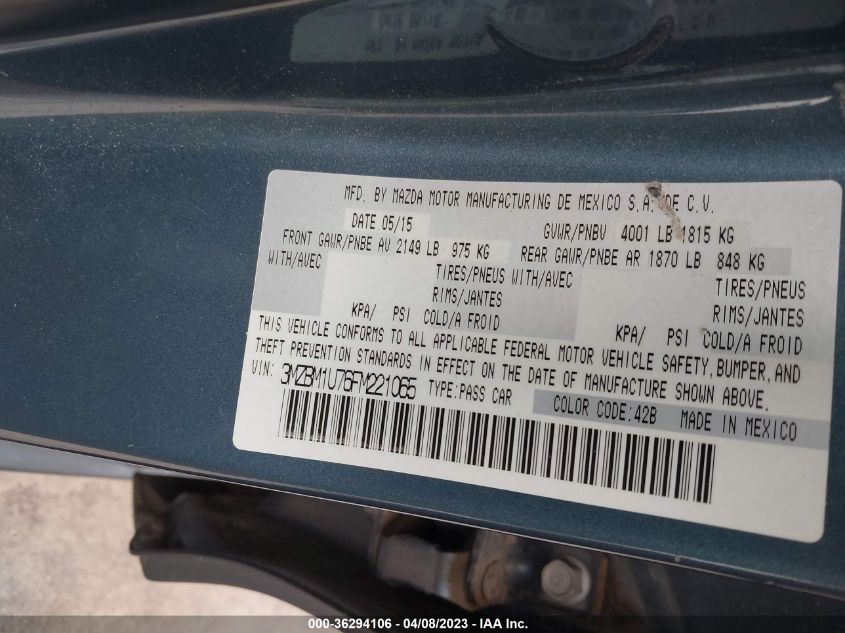 MFD. BY MAZDA MOTOR MANUFACTURING DE MEXICO S.A. DE C.V.
DATE 05/15 GVWR/PNBV 4001 LB 1815 KG
FRONT GAWR/PNBE AV 2149 LB 975 KG REAR GAWR/PNBE AR 1870 LB 848 KG
WITH/AVEC TIRES/PNEUS WITH/AVEC TIRES/PNEUS
RIMS/JANTES RIMS/JANTES
KPA/ PSI COLD/A FROID KPA/ PSI COLD/A FROID
THIS VEHICLE CONFORMS TO ALL APPLICABLE FEDERAL MOTOR VEHICLE SAFETY, BUMPER, AND
THEFT PREVENTION STANDARDS IN EFFECT ON THE DATE OF MANUFACTURE SHOWN ABOVE.
VIN: 3MZBM1U76FM221065 TYPE:PASS CAR COLOR CODE:42B MADE IN MEXICO
000-36294106 - 04/08/2023 - IAA Inc.